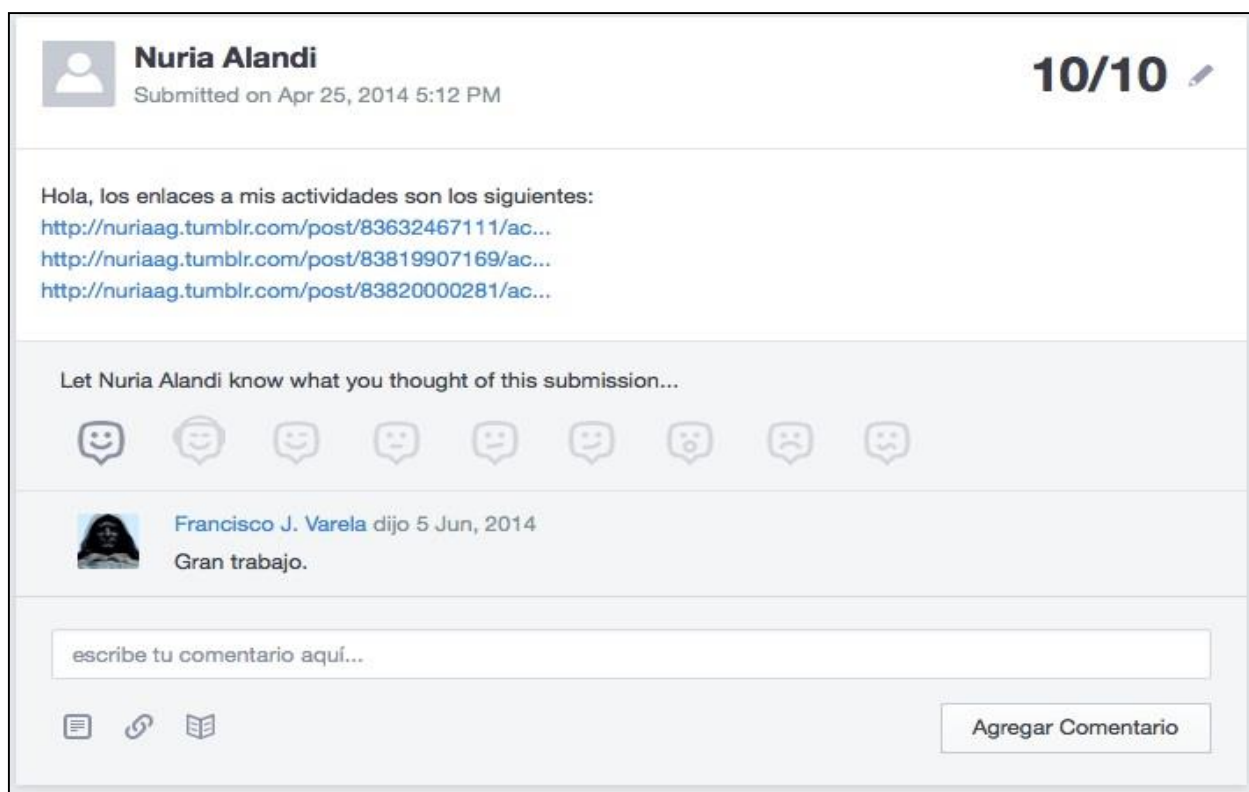 Nuria Alandi
Submitted on Apr 25, 2014 5:12 PM
10/10
Hola, los enlaces a mis actividades son los siguientes:
http://nuriaag.tumblr.com/post/83632467111/ac...
http://nuriaag.tumblr.com/post/83819907169/ac...
http://nuriaag.tumblr.com/post/83820000281/ac...
Let Nuria Alandi know what you thought of this submission...
Francisco J. Varela dijo 5 Jun, 2014
Gran trabajo.
escribe tu comentario aquí...
Agregar Comentario